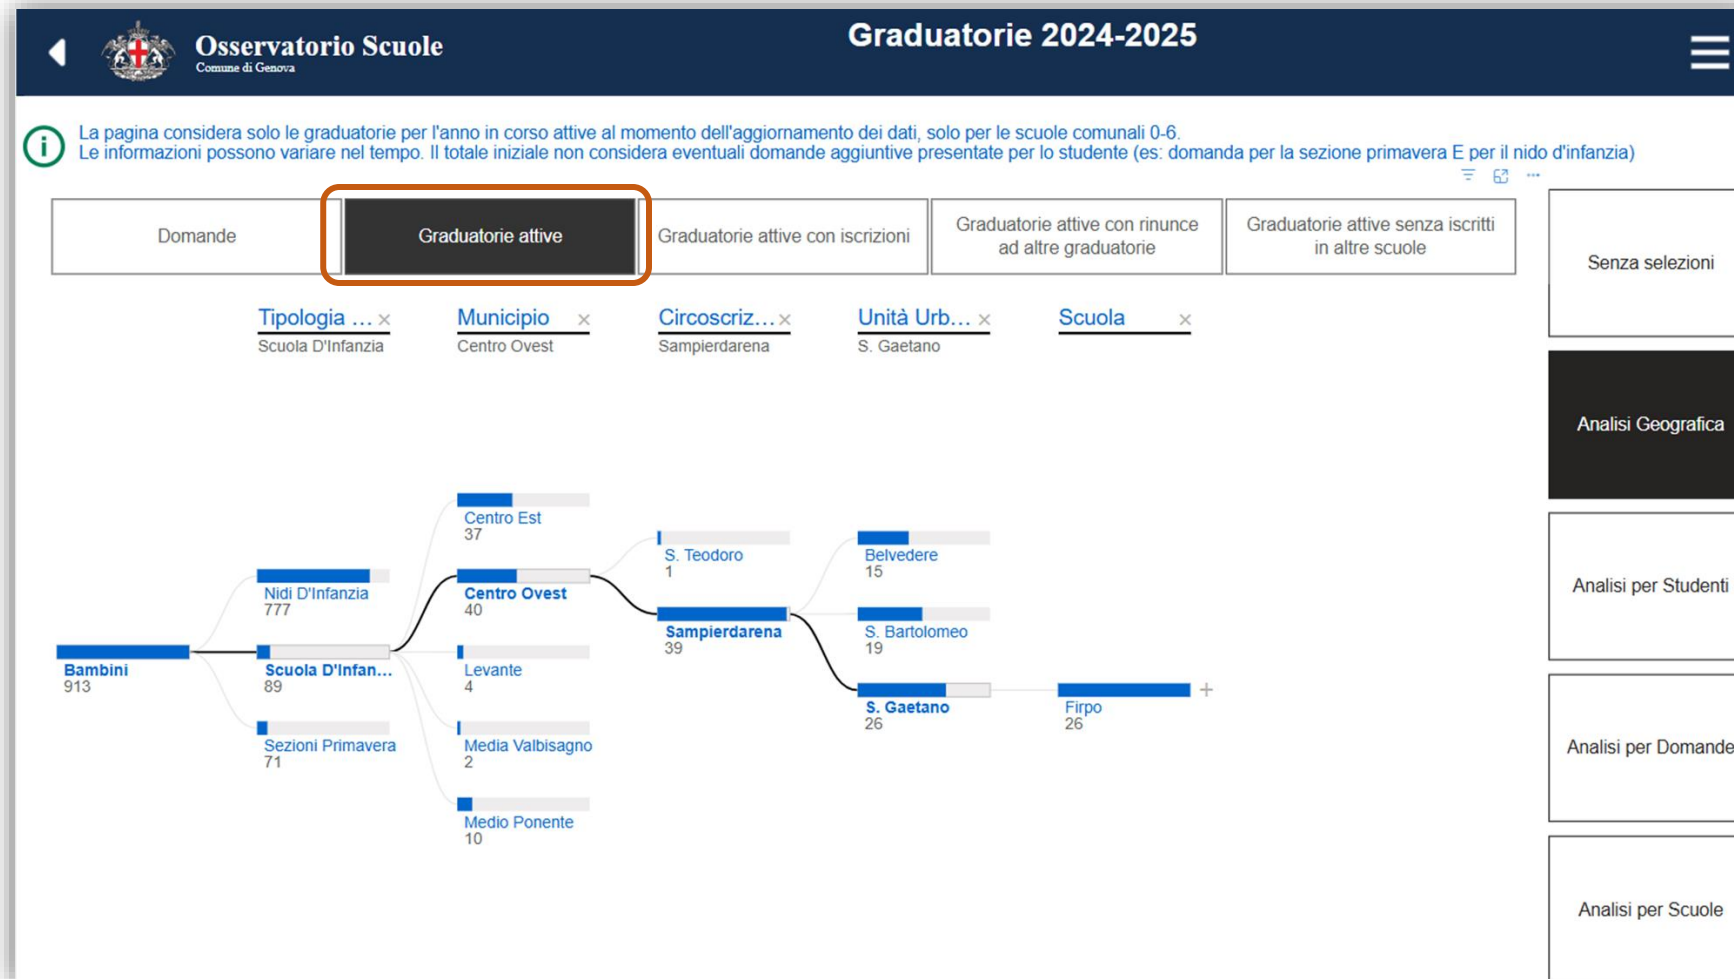 Osservatorio Scuole
Comune di Genova
Graduatorie 2024-2025
La pagina considera solo le graduatorie per l'anno in corso attive al momento dell'aggiornamento dei dati, solo per le scuole comunali 0-6.
Le informazioni possono variare nel tempo. Il totale iniziale non considera eventuali domande aggiuntive presentate per lo studente (es: domanda per la sezione primavera E per il nido d'infanzia)
Domande
Graduatorie attive
Graduatorie attive con iscrizioni
Graduatorie attive con rinunce
ad altre graduatorie
Graduatorie attive senza iscritti
in altre scuole
Senza selezioni
Analisi Geografica
Analisi per Studenti
Analisi per Domande
Analisi per Scuole
Tipologia ...
Scuola D'Infanzia
Municipio
Centro Ovest
Circoscriz...
Sampierdarena
Unità Urb...
S. Gaetano
Scuola
Bambini
913
Nidi D'Infanzia
777
Scuola D'Infan...
89
Sezioni Primavera
71
Centro Est
37
Centro Ovest
40
Levante
4
Media Valbisagno
2
Medio Ponente
10
S. Teodoro
1
Sampierdarena
39
Belvedere
15
S. Bartolomeo
19
S. Gaetano
26
Firpo
26